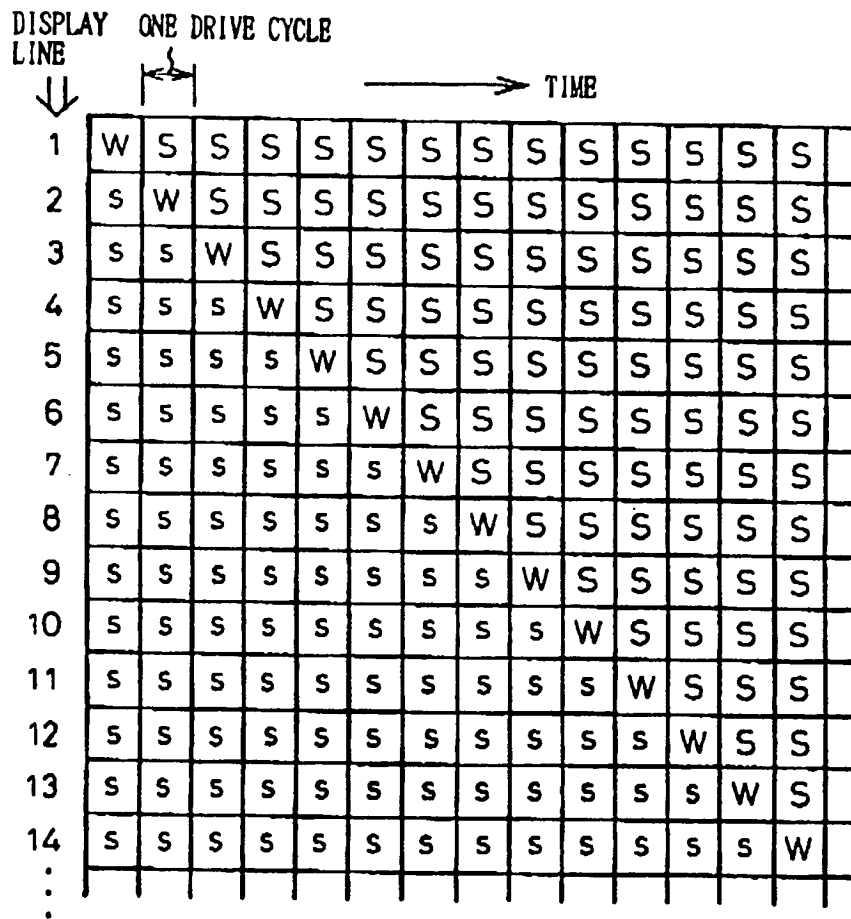 DISPLAY ONE DRIVE CYCLE
LINE
TIME
1 W S S S S S S S S S S S S S
2 s W S S S S S S S S S S S S
3 s s W S S S S S S S S S S S
4 s s s W S S S S S S S S S S
5 s s s s W S S S S S S S S S
6 s s s s s W S S S S S S S S
7 s s s s s s W S S S S S S S
8 s s s s s s s W S S S S S S
9 s s s s s s s s W S S S S S
10 s s s s s s s s s W S S S S
11 s s s s s s s s s s W S S S
12 s s s s s s s s s s s W S S
13 s s s s s s s s s s s s W S
14 s s s s s s s s s s s s s W